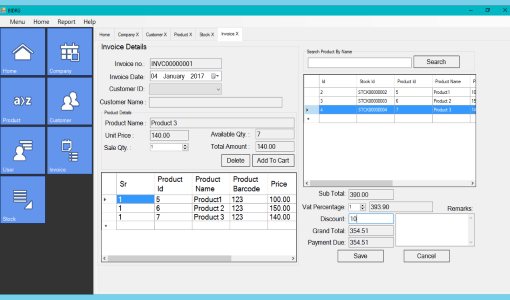 Menu Home Report Help
Home Company X Customer X Product X Stock X Invoice X
Home
Company
Product
Customer
User
Invoice
Stock
Invoice Details
Invoice no.: INVC00000001
Invoice Date: 04 January 2017
Customer ID:
Customer Name :
Product Details
Product Name : Product 3
Unit Price : 140.00 Available Qty. : 7
Sale Qty. : 1 Total Amount : 140.00
Delete Add To Cart
Sr Product Id Product Name Product Barcode Price
1 5 Product1 123 100.00
1 6 Product 2 123 150.00
1 7 Product 3 123 140.00
Search Product By Name
Search
Id Stock Id Product Id Product Name
2 STCK00000002 5 Product1
3 STCK00000003 6 Product 2
4 STCK00000004 7 Product 3
Sub Total: 390.00
Vat Percentage: 1 393.90 Remarks:
Discount: 10
Grand Total: 354.51
Payment Due: 354.51
Save Cancel